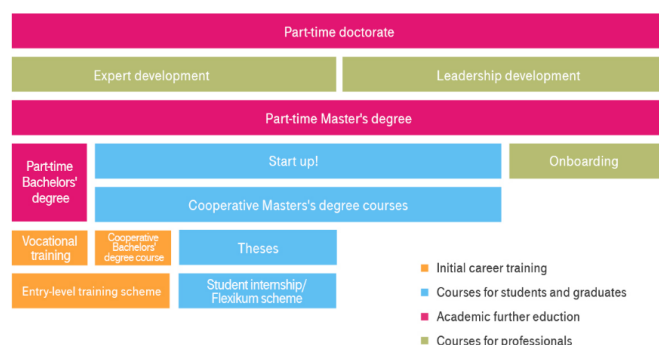 Part-time doctorate
Expert development
Leadership development
Part-time Master's degree
Part-time
Bachelors'
degree
Start up!
Onboarding
Cooperative Masters's degree courses
Vocational
training
Cooperative
Bachelors'
degree course
Theses
Entry-level training scheme
Student internship/
Flexikum scheme
Initial career training
Courses for students and graduates
Academic further eduction
Courses for professionals